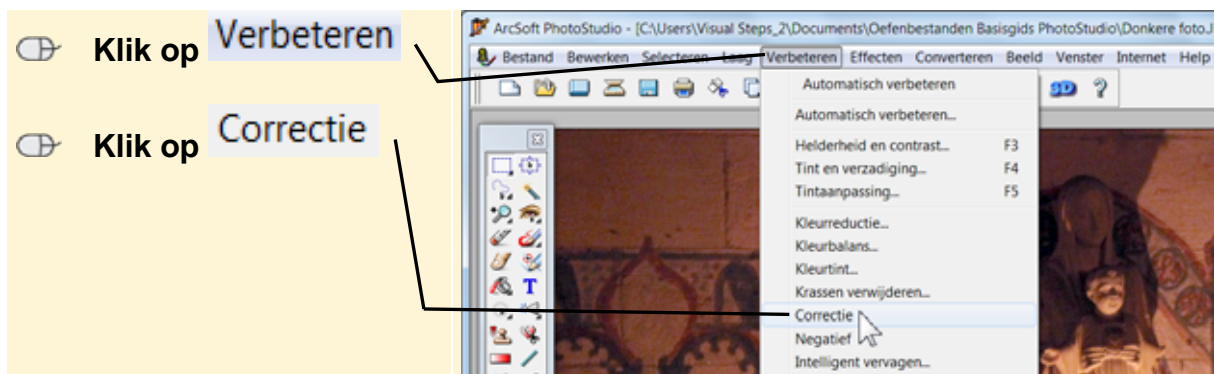 Klik op Verbeteren
Klik op Correctie
ArcSoft PhotoStudio - [C:\Users\Visual Steps_2\Documents\Oefenbestanden Basisgids PhotoStudio\Donkere foto.J
Bestand Bewerken Selecteren Laag Verbeteren Effecten Converteren Beeld Venster Internet Help
3D ?
Automatisch verbeteren
Automatisch verbeteren...
Helderheid en contrast... F3
Tint en verzadiging... F4
Tintaanpassing... F5
Kleurreductie...
Kleurbalans...
Kleurtint...
Krassen verwijderen...
Correctie
Negatief
Intelligent vervagen...
T